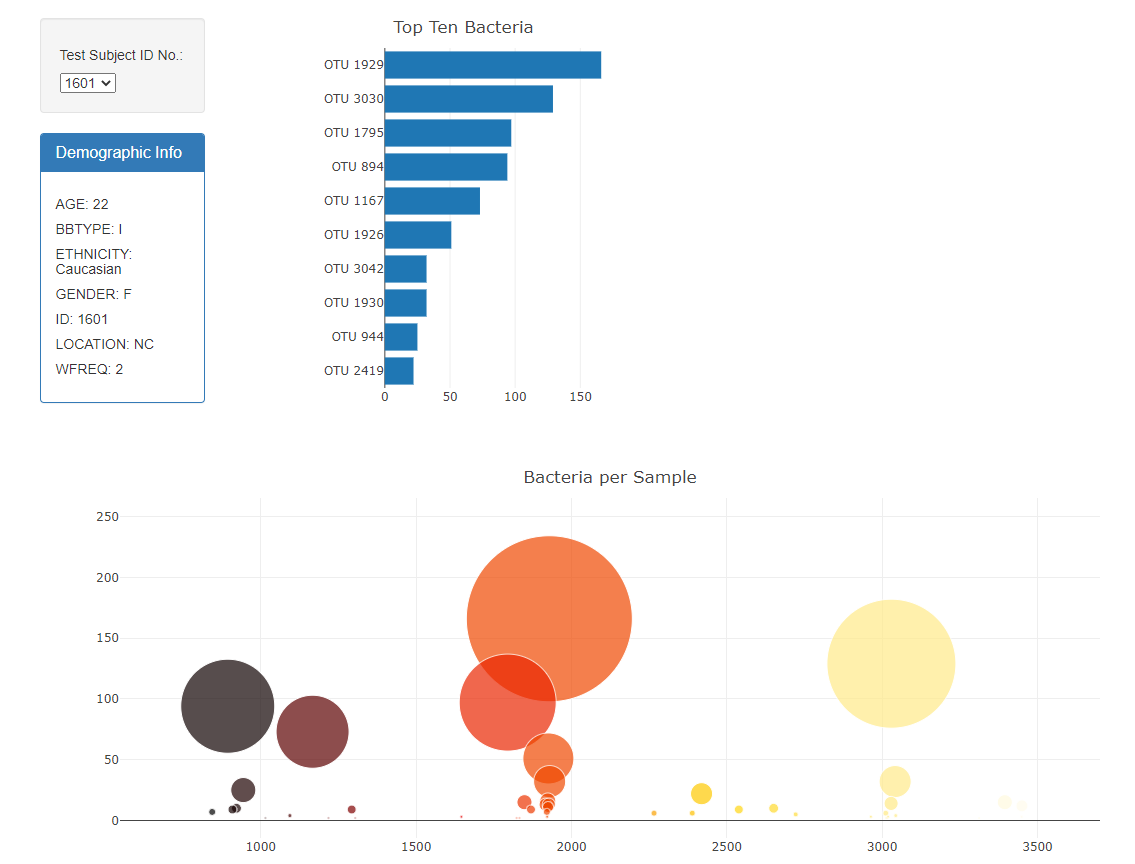 Test Subject ID No.:
1601
Demographic Info
AGE: 22
BBTYPE: I
ETHNICITY:
Caucasian
GENDER: F
ID: 1601
LOCATION: NC
WFREQ: 2
Top Ten Bacteria
OTU 1929
OTU 3030
OTU 1795
OTU 894
OTU 1167
OTU 1926
OTU 3042
OTU 1930
OTU 944
OTU 2419
0 50 100 150
Bacteria per Sample
250
200
150
100
50
0
1000 1500 2000 2500 3000 3500